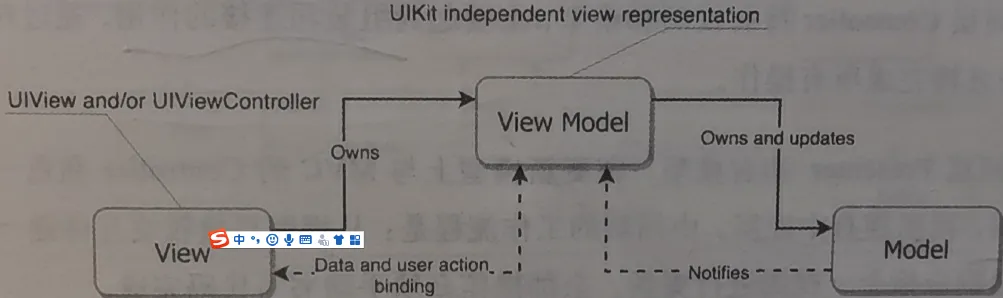 UIKit independent view representation
UIView and/or UIViewController
View Model
Owns
Owns and updates
View
中
Model
Data and user action
binding
Notifies